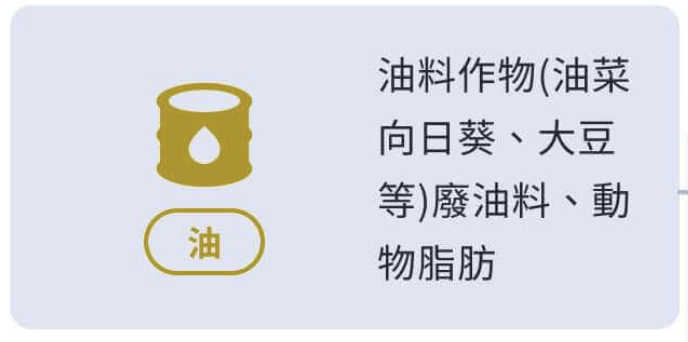 油
油料作物(油菜
向日葵、大豆
等)廢油料、動
物脂肪